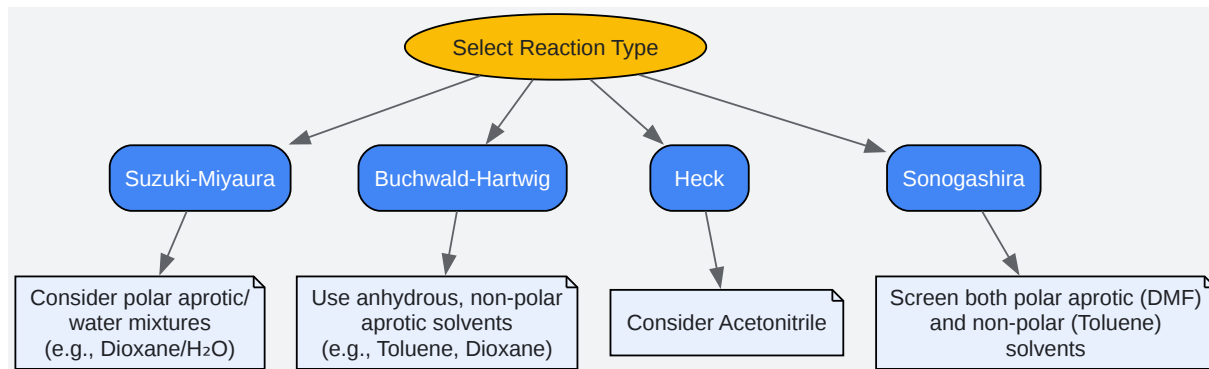 Select Reaction Type
Suzuki-Miyaura
Buchwald-Hartwig
Heck
Sonogashira
Consider polar aprotic/
water mixtures
(e.g., Dioxane/H₂O)
Use anhydrous, non-polar
aprotic solvents
(e.g., Toluene, Dioxane)
Consider Acetonitrile
Screen both polar aprotic (DMF)
and non-polar (Toluene)
solvents